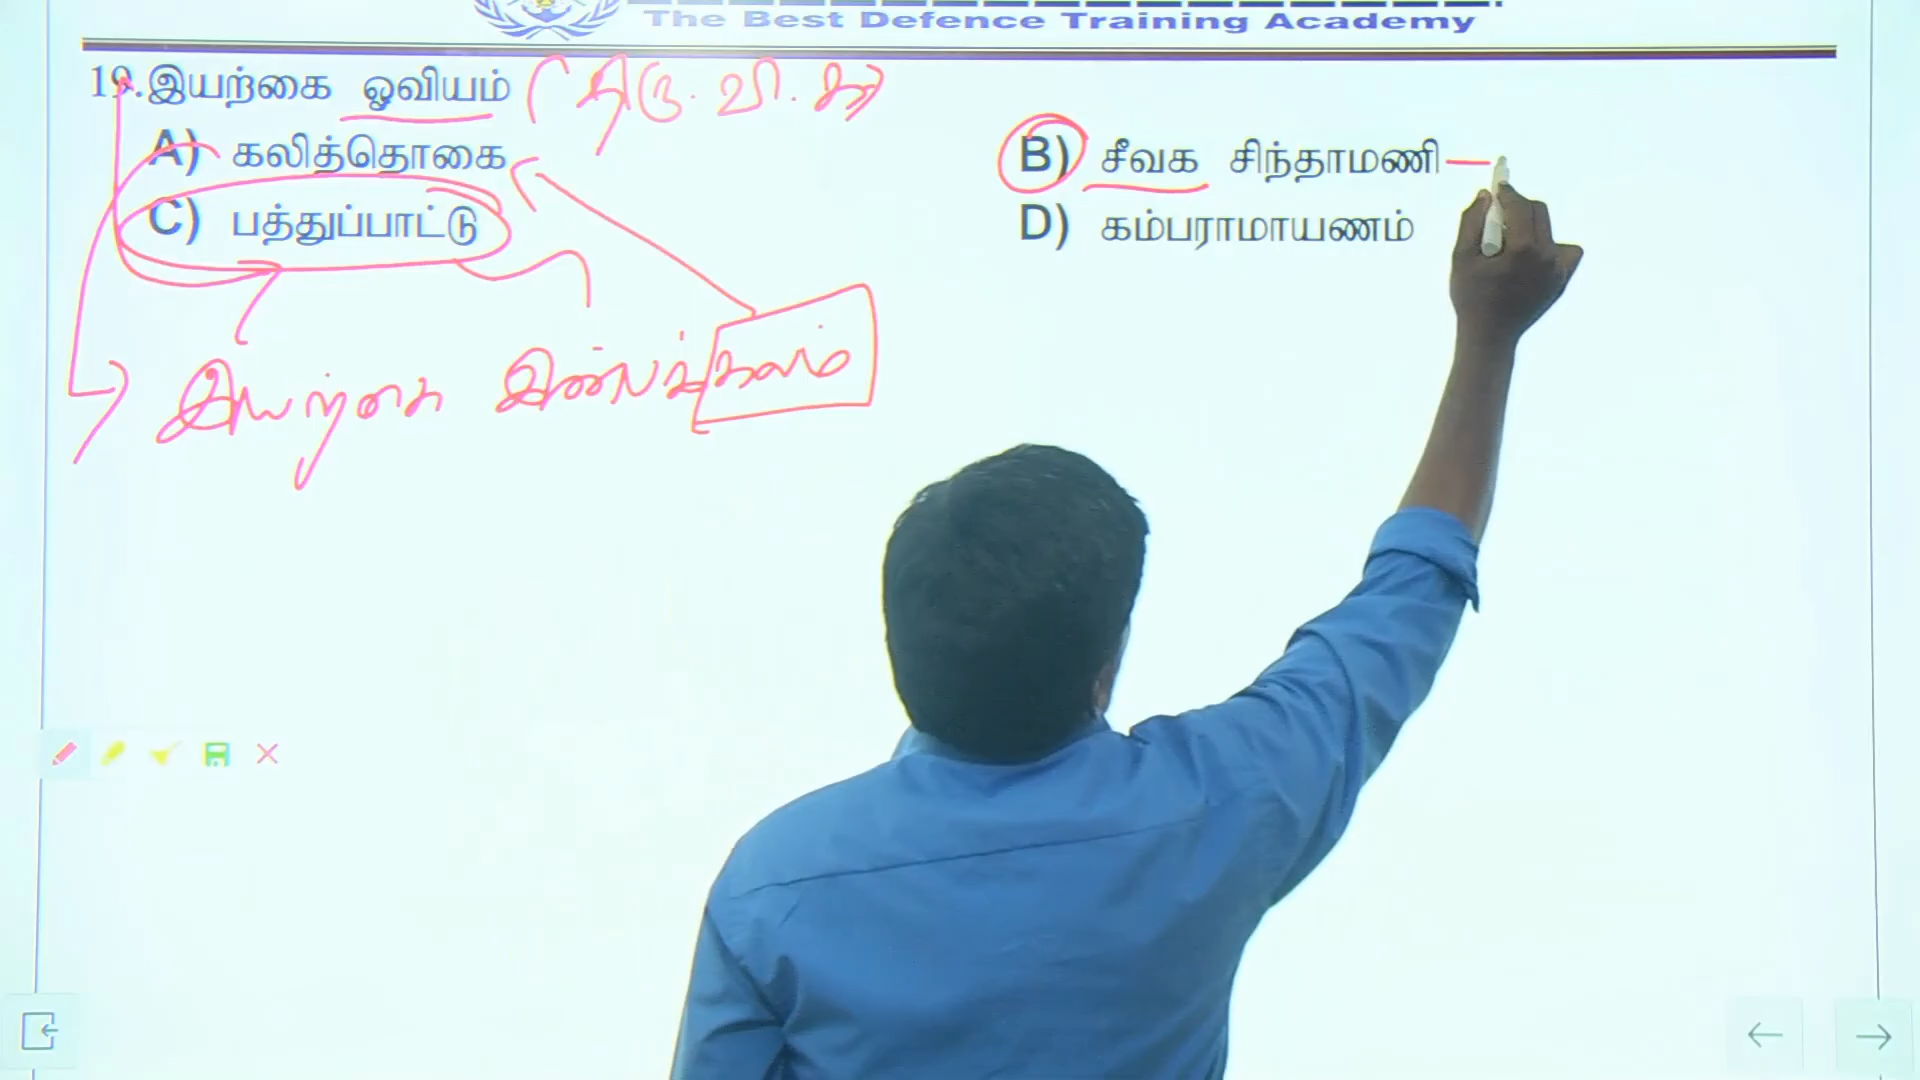 The Best Defence Training Academy
19. இயற்கை ஓவியம் (திரு.வி.க)
A) கலித்தொகை
B) சீவக சிந்தாமணி
C) பத்துப்பாட்டு
D) கம்பராமாயணம்
இயற்கை இன்பக்கலம்